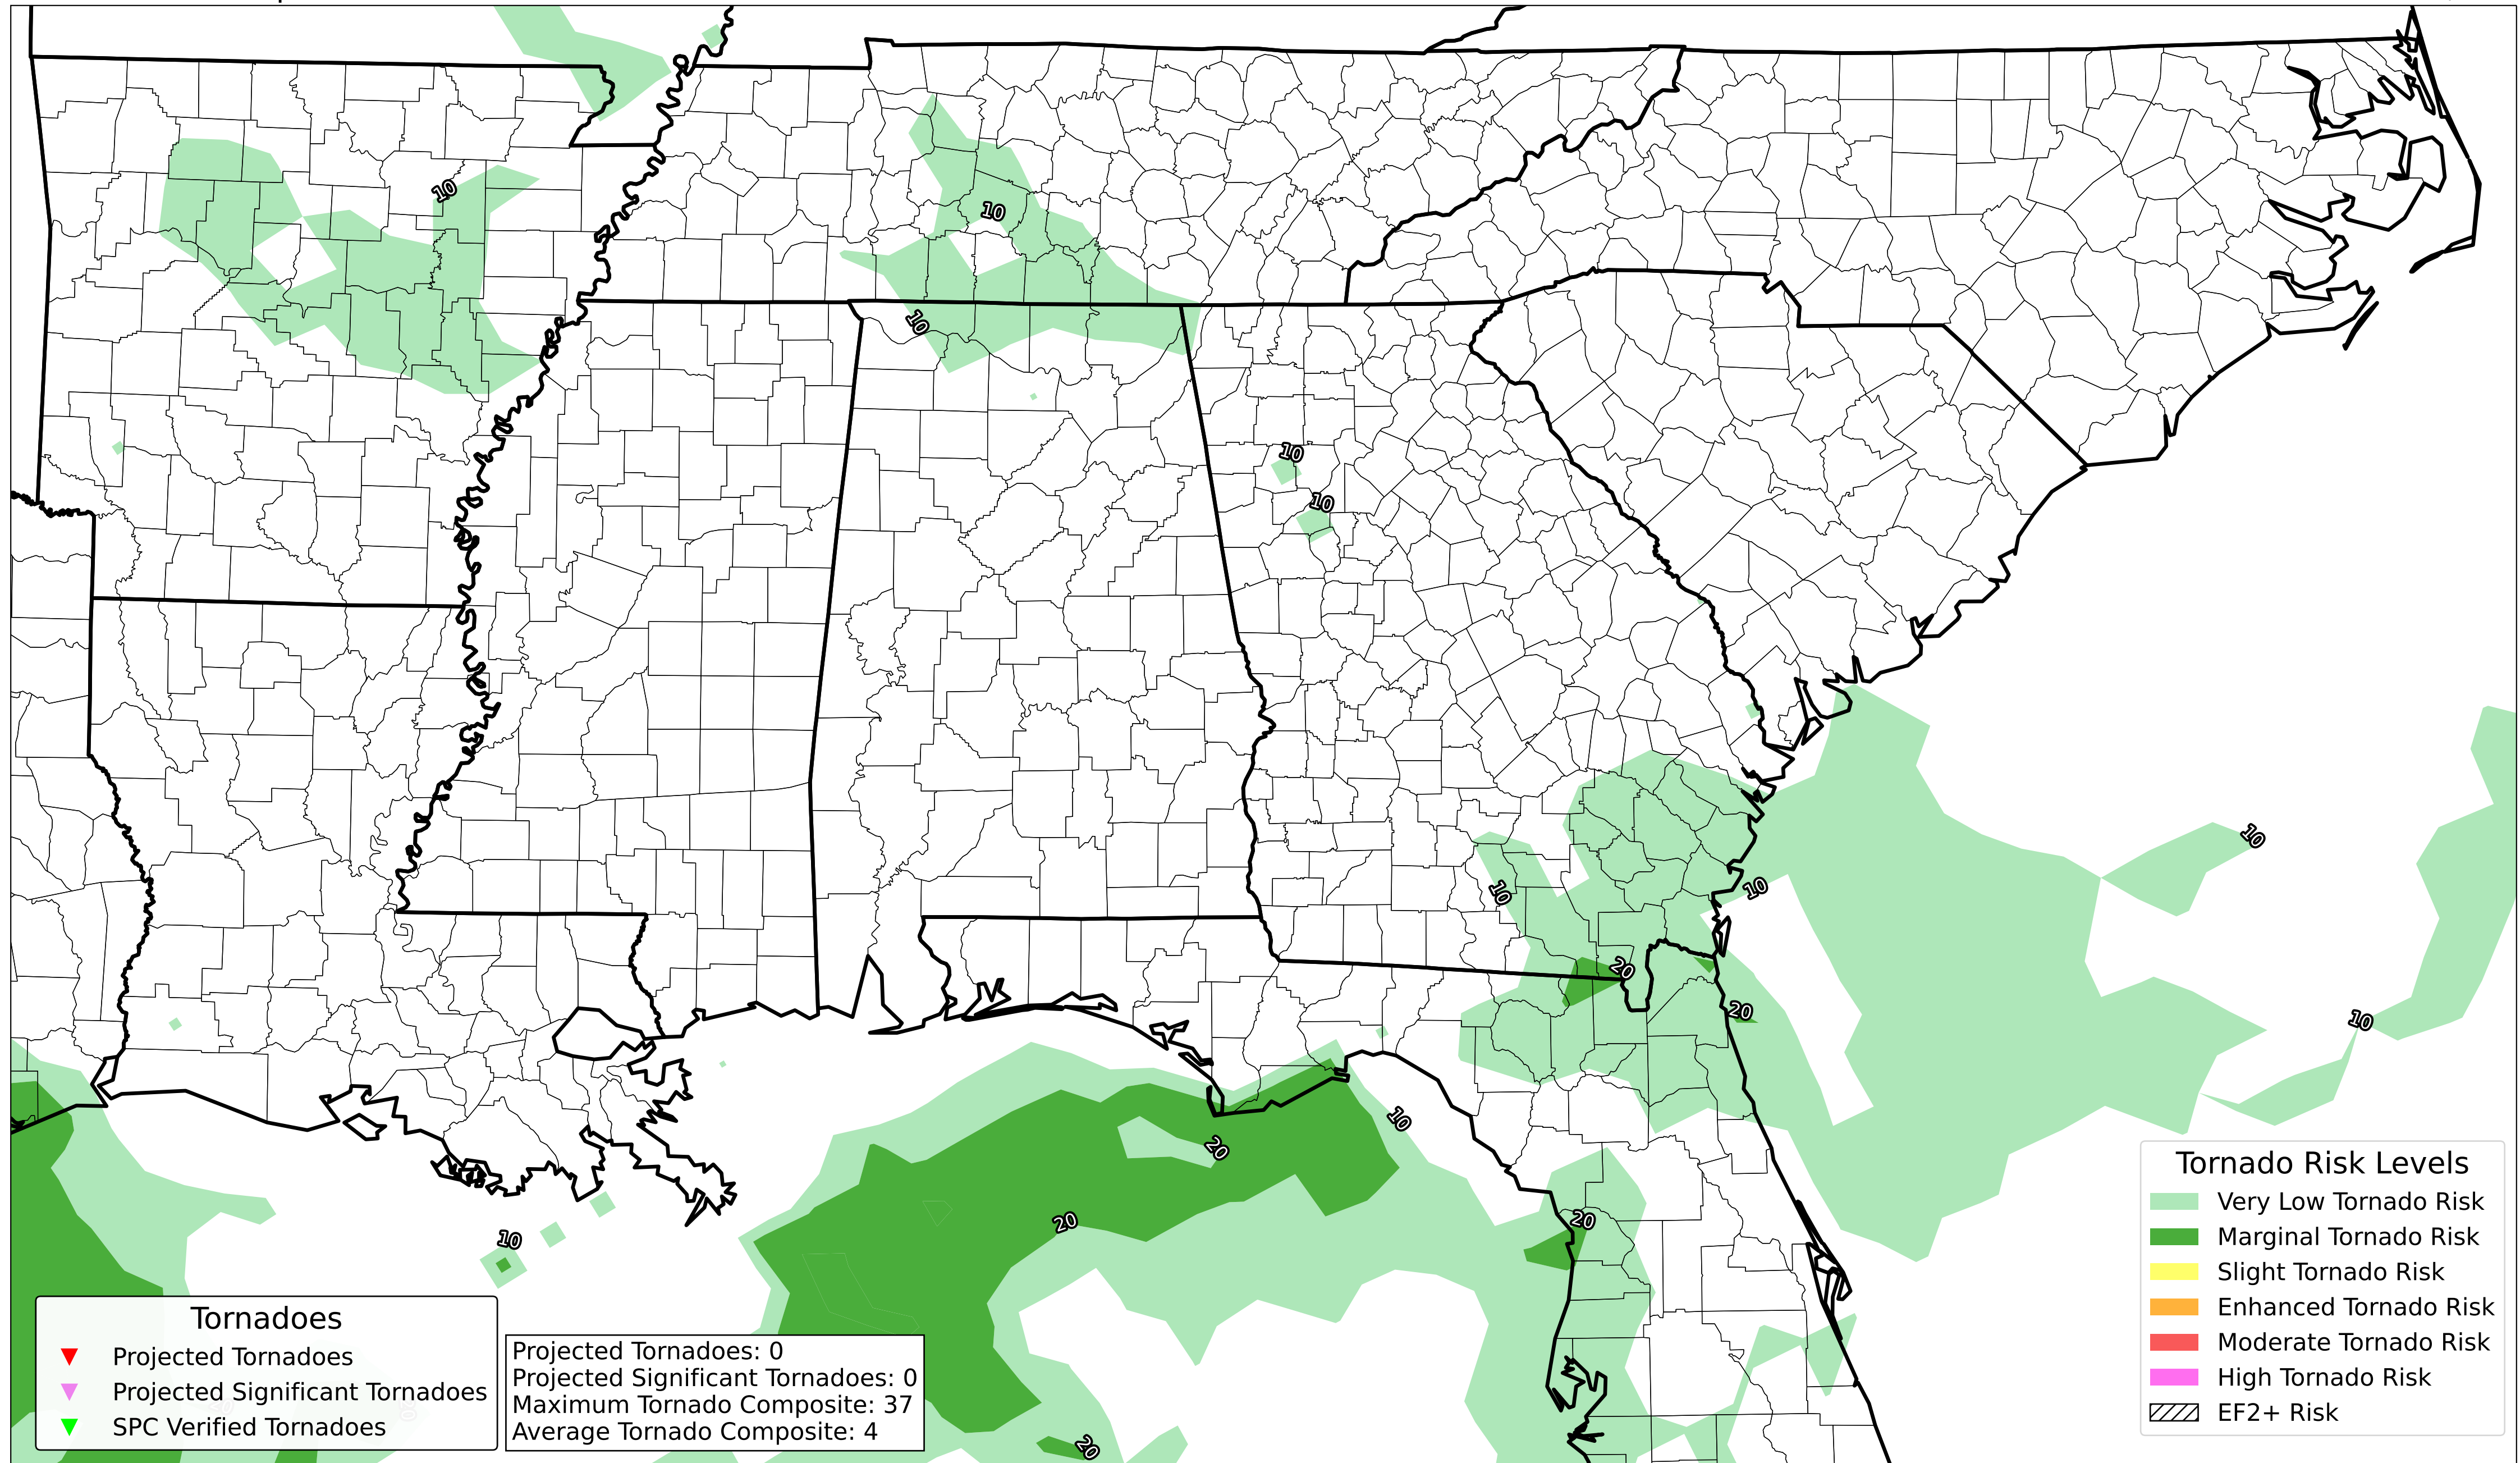 10
10
10
10
10
10
10
10
20
20
10
10
20
20
20
10
20
Tornado Risk Levels
Very Low Tornado Risk
Marginal Tornado Risk
Slight Tornado Risk
Enhanced Tornado Risk
Moderate Tornado Risk
High Tornado Risk
EF2+ Risk
Tornadoes
Projected Tornadoes
Projected Significant Tornadoes
SPC Verified Tornadoes
Projected Tornadoes: 0
Projected Significant Tornadoes: 0
Maximum Tornado Composite: 37
Average Tornado Composite: 4
20